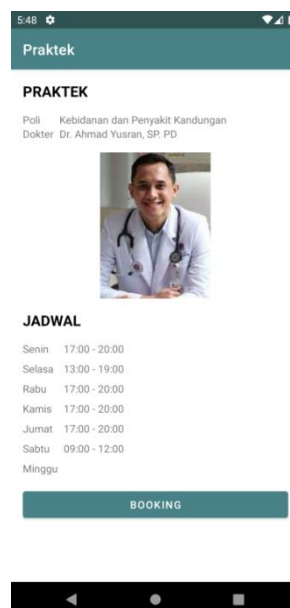 5:48
Praktek
PRAKTEK
Poli Kebidanan dan Penyakit Kandungan
Dokter Dr. Ahmad Yusran, SP. PD
JADWAL
Senin 17:00 - 20:00
Selasa 13:00 - 19:00
Rabu 17:00 - 20:00
Kamis 17:00 - 20:00
Jumat 17:00 - 20:00
Sabtu 09:00 - 12:00
Minggu
BOOKING